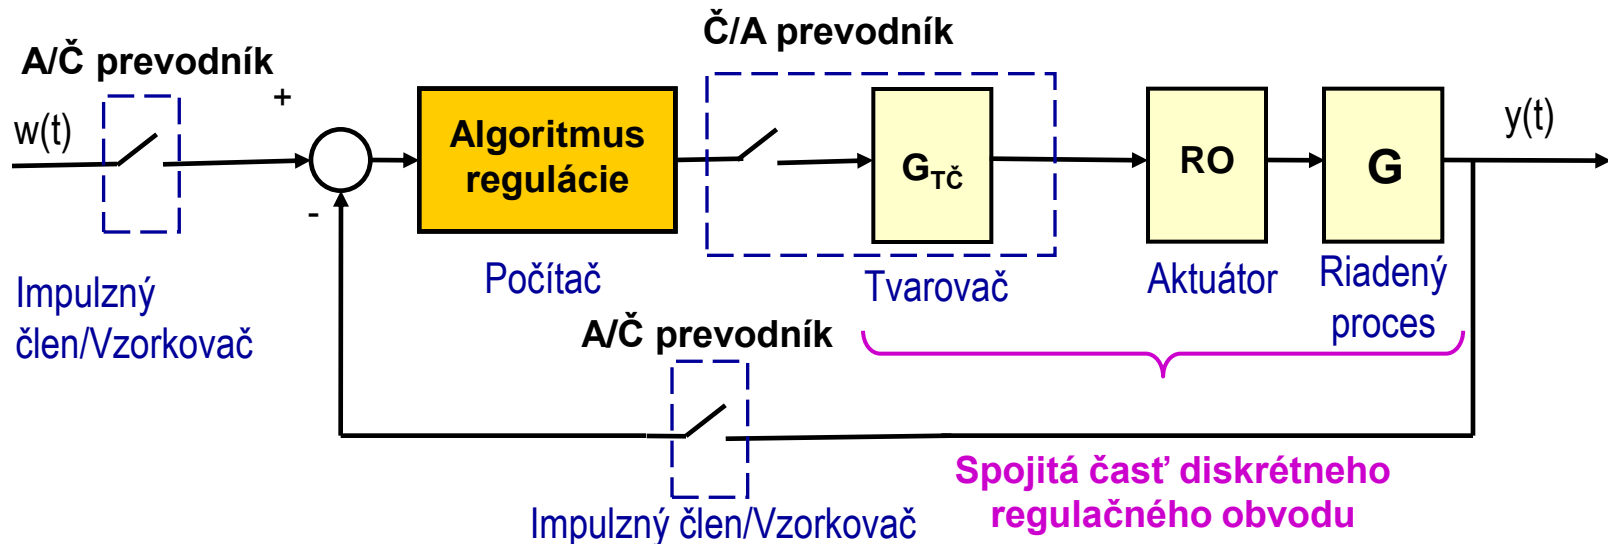 Č/A prevodník
A/Č prevodník
w(t)
+
-
Algoritmus
regulácie
G_TČ
RO
G
y(t)
Impulzný
člen/Vzorkovač
Počítač
Tvarovač
Aktuátor
Riadený
proces
A/Č prevodník
Spojitá časť diskrétneho
regulačného obvodu
Impulzný člen/Vzorkovač